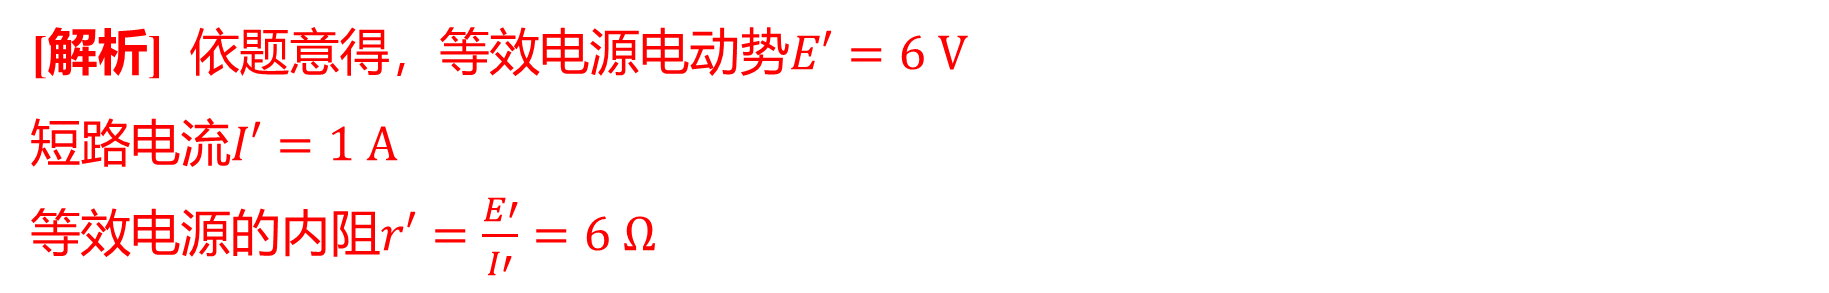 [解析] 依题意得，等效电源电动势E′ = 6 V
短路电流I′ = 1 A
等效电源的内阻r′ = E′/I′ = 6 Ω